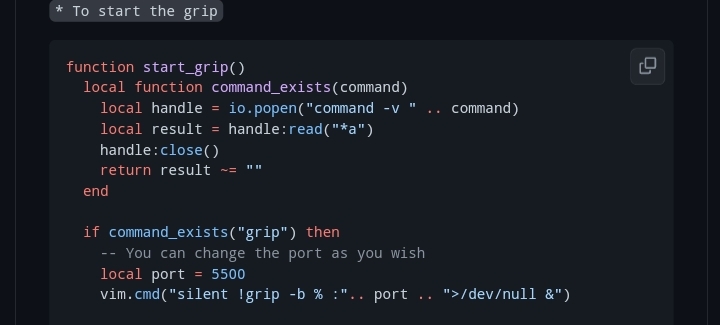 * To start the grip
function start_grip()
  local function command_exists(command)
    local handle = io.popen("command -v " .. command)
    local result = handle:read("*a")
    handle:close()
    return result ~= ""
  end

  if command_exists("grip") then
    -- You can change the port as you wish
    local port = 5500
    vim.cmd("silent !grip -b % :".. port .. ">/dev/null &")